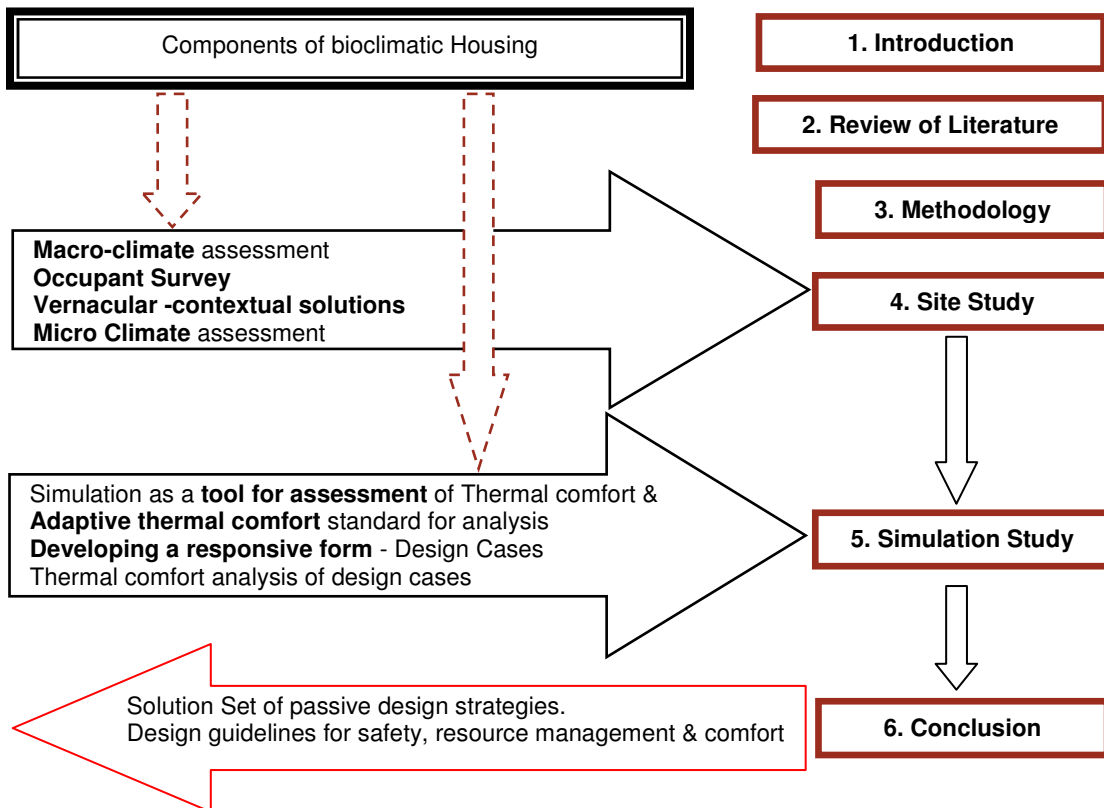 Components of bioclimatic Housing
1. Introduction
2. Review of Literature
3. Methodology
Macro-climate assessment
Occupant Survey
Vernacular -contextual solutions
Micro Climate assessment
4. Site Study
Simulation as a tool for assessment of Thermal comfort &
Adaptive thermal comfort standard for analysis
Developing a responsive form - Design Cases
Thermal comfort analysis of design cases
5. Simulation Study
Solution Set of passive design strategies.
Design guidelines for safety, resource management & comfort
6. Conclusion